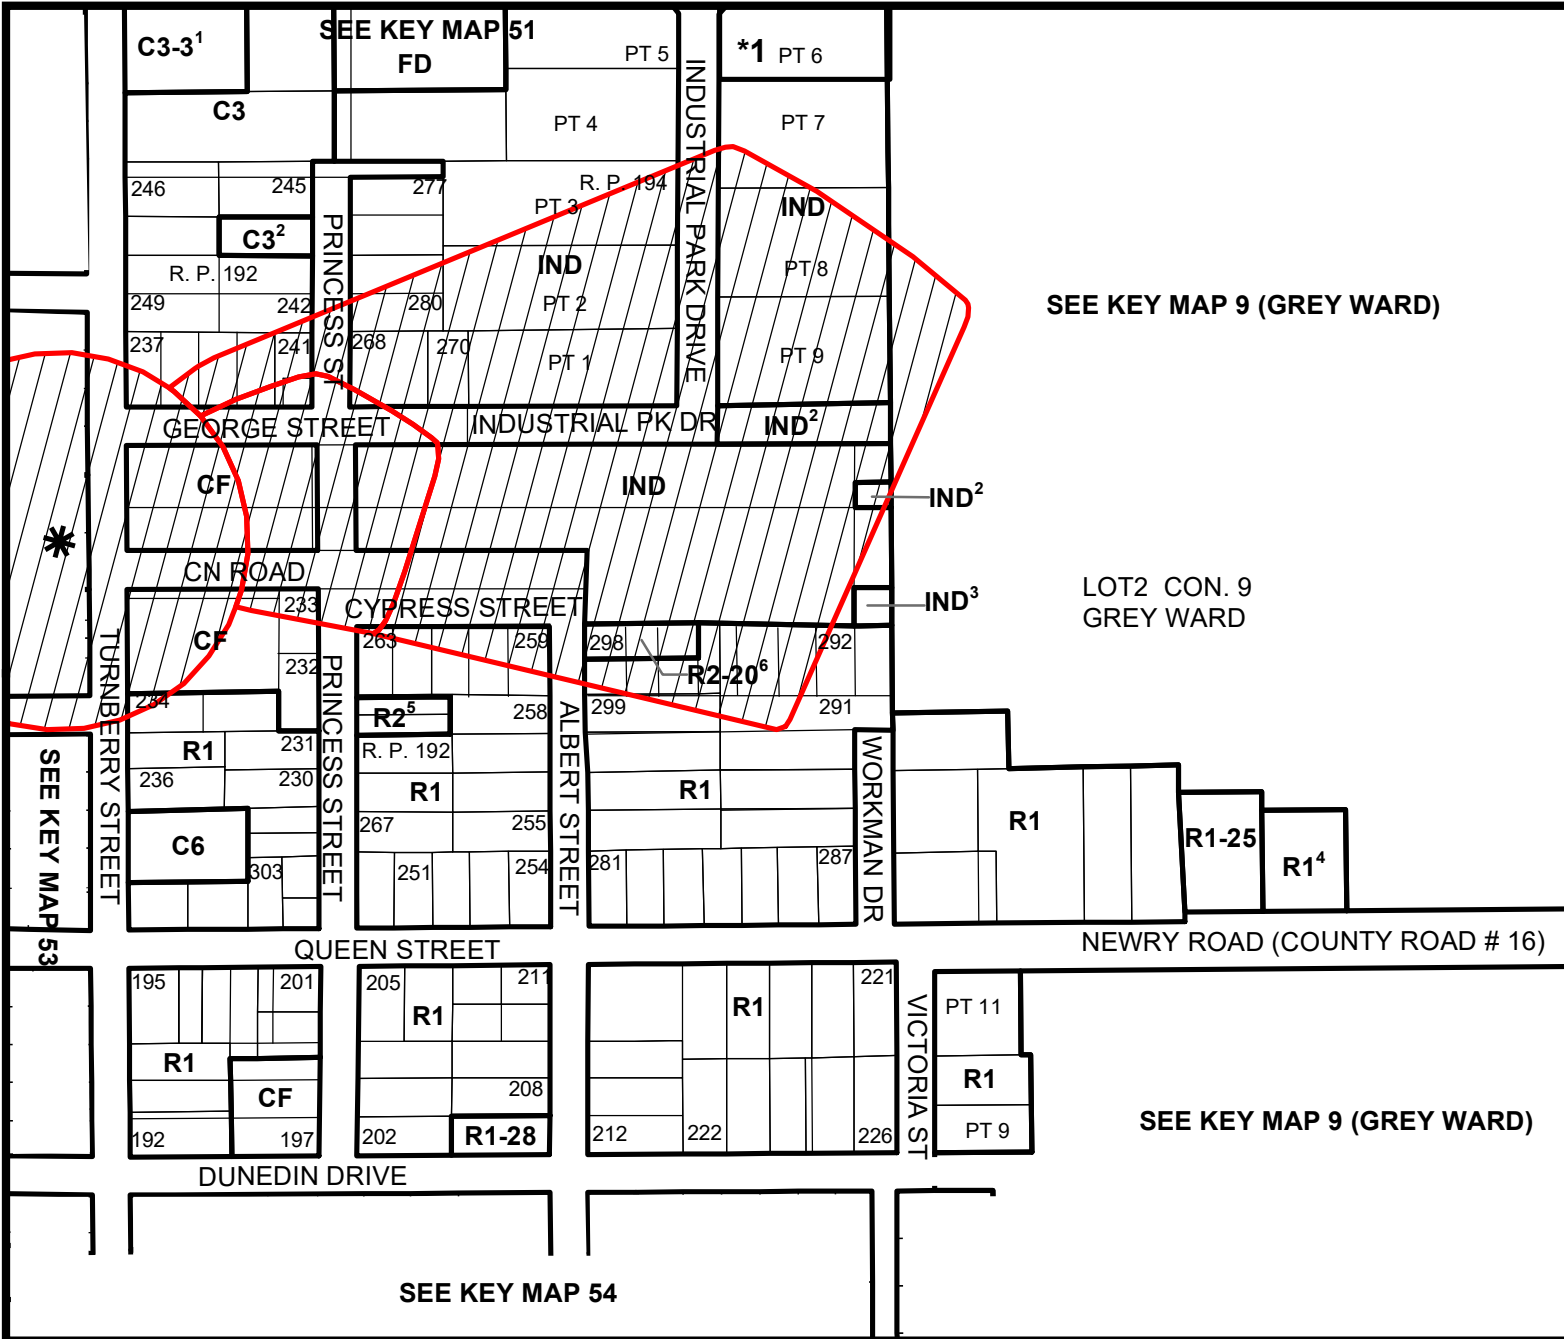 SEE KEY MAP 51
C3-3¹
FD
PT 5
*1 PT 6
C3
PT 4
PT 7
INDUSTRIAL PARK DRIVE
246
245
277
R. P. 194
PT 3
IND
C3²
PRINCESS ST
IND
R. P. 192
PT 8
249
242
280
PT 2
SEE KEY MAP 9 (GREY WARD)
237
241
268
270
PT 1
PT 9
GEORGE STREET
INDUSTRIAL PK DR
IND²
CF
IND
IND²
*
CN ROAD
233
CYPRESS STREET
IND³
LOT2 CON. 9
GREY WARD
CF
263
259
298
292
232
R2-20⁶
TURNBERRY STREET
PRINCESS STREET
234
R2⁵
258
299
291
ALBERT STREET
R1
231
R. P. 192
WORKMAN DR
SEE KEY MAP 53
236
230
R1
R1
R1
267
255
C6
R1-25
303
251
254
281
287
R1⁴
QUEEN STREET
NEWRY ROAD (COUNTY ROAD # 16)
195
201
205
211
221
VICTORIA ST
PT 11
R1
R1
R1
R1
CF
208
192
197
202
R1-28
212
222
226
PT 9
SEE KEY MAP 9 (GREY WARD)
DUNEDIN DRIVE
SEE KEY MAP 54